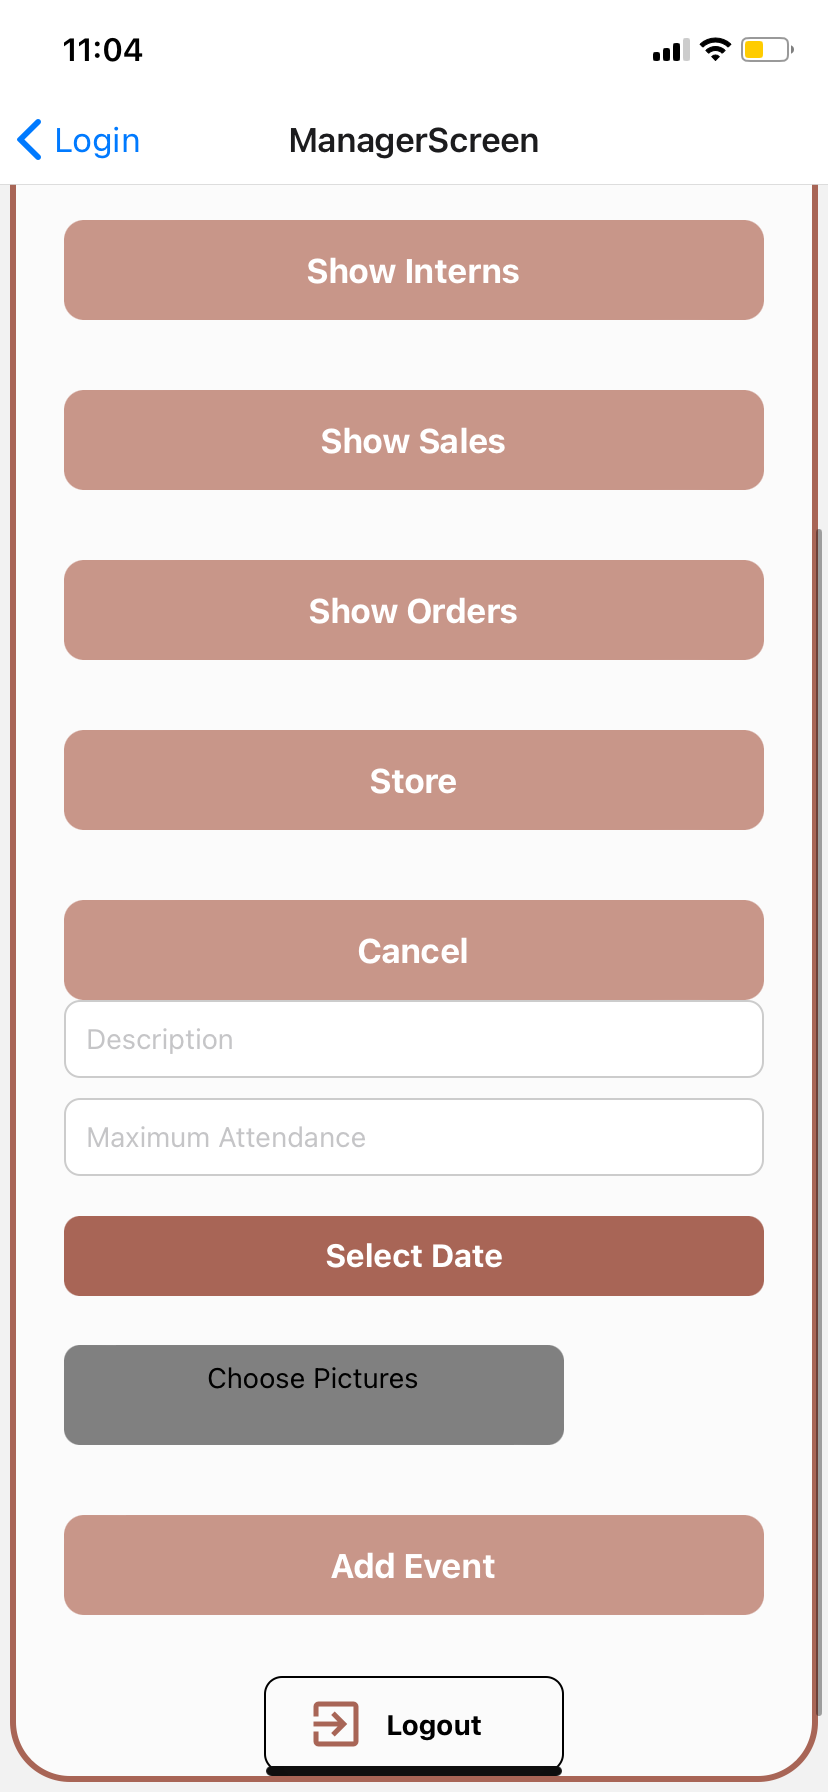 11:04
Login
ManagerScreen
Show Interns
Show Sales
Show Orders
Store
Cancel
Description
Maximum Attendance
Select Date
Choose Pictures
Add Event
Logout